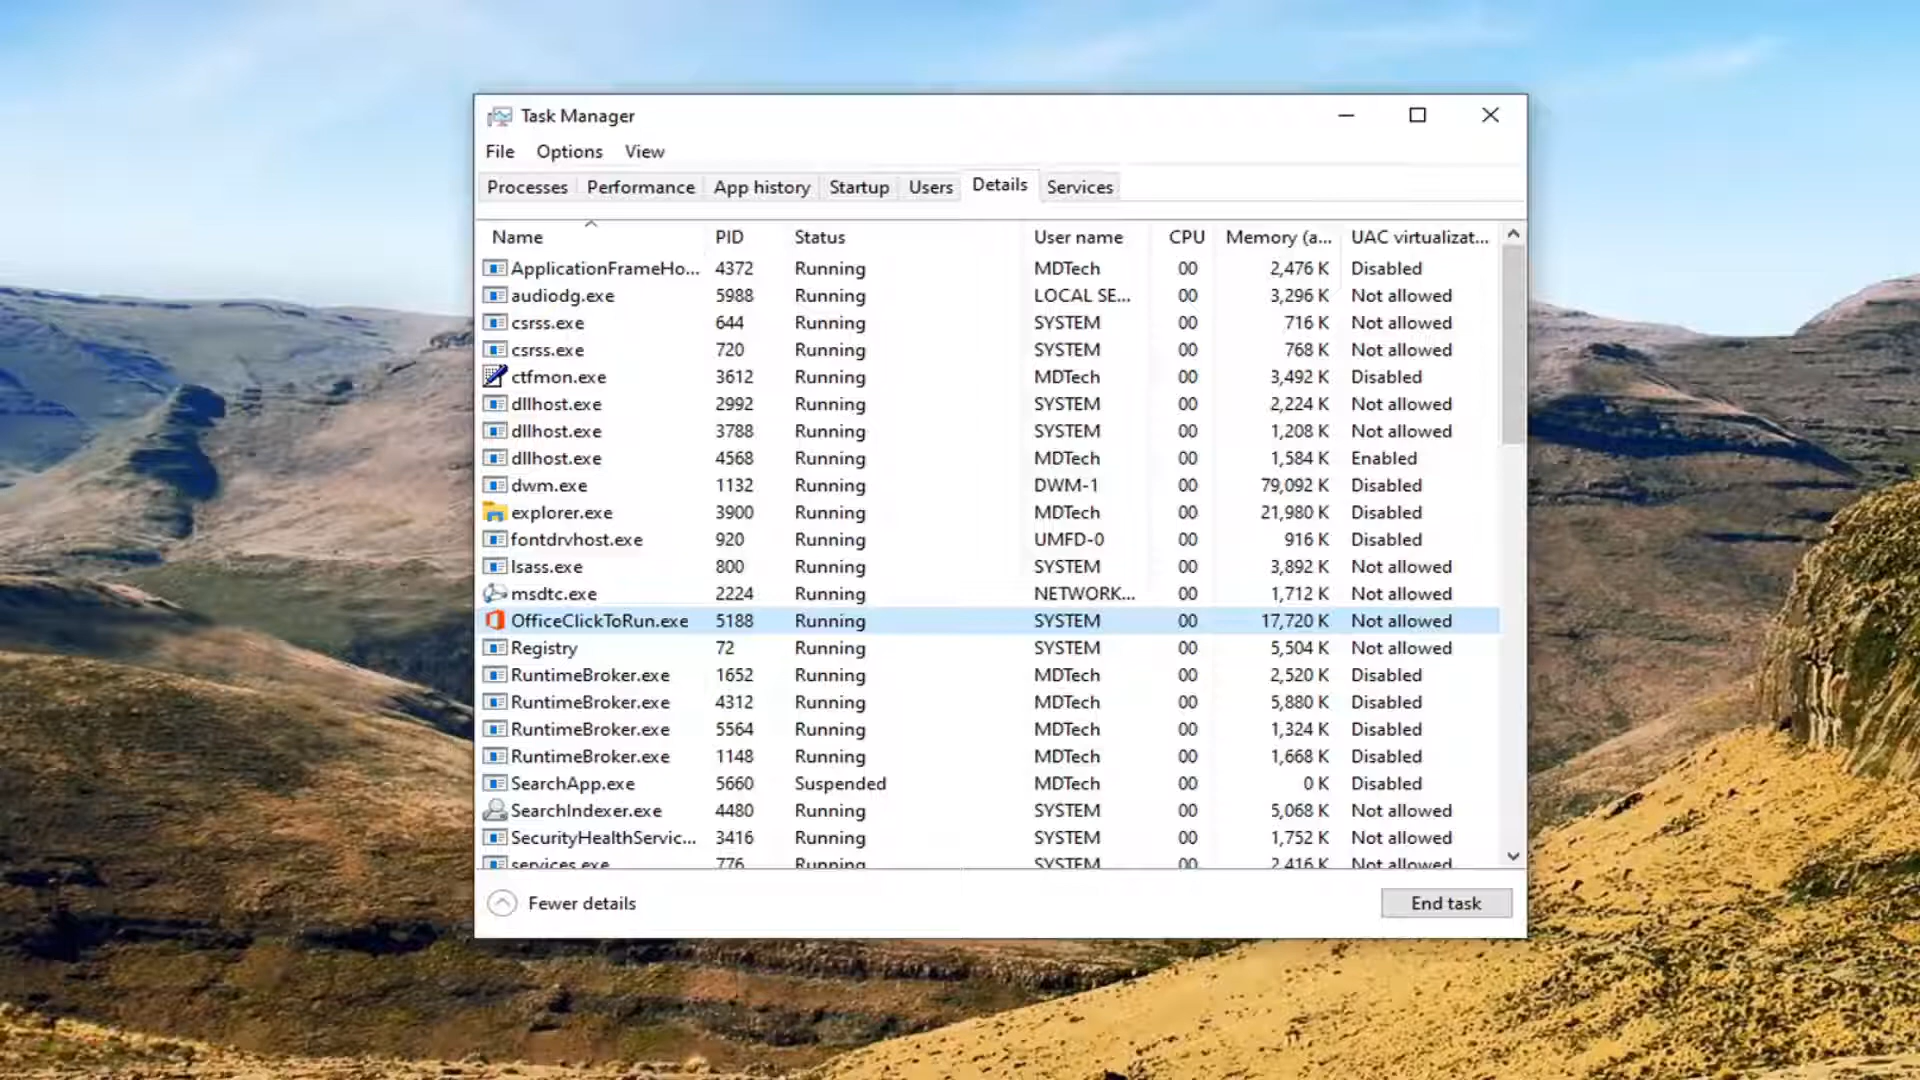 Task Manager
File Options View
Processes Performance App history Startup Users Details Services
Name PID Status User name CPU Memory (a... UAC virtualizat...
ApplicationFrameHo... 4372 Running MDTech 00 2,476 K Disabled
audiodg.exe 5988 Running LOCAL SE... 00 3,296 K Not allowed
csrss.exe 644 Running SYSTEM 00 716 K Not allowed
csrss.exe 720 Running SYSTEM 00 768 K Not allowed
ctfmon.exe 3612 Running MDTech 00 3,492 K Disabled
dllhost.exe 2992 Running SYSTEM 00 2,224 K Not allowed
dllhost.exe 3788 Running SYSTEM 00 1,208 K Not allowed
dllhost.exe 4568 Running MDTech 00 1,584 K Enabled
dwm.exe 1132 Running DWM-1 00 79,092 K Disabled
explorer.exe 3900 Running MDTech 00 21,980 K Disabled
fontdrvhost.exe 920 Running UMFD-0 00 916 K Disabled
lsass.exe 800 Running SYSTEM 00 3,892 K Not allowed
msdtc.exe 2224 Running NETWORK... 00 1,712 K Not allowed
OfficeClickToRun.exe 5188 Running SYSTEM 00 17,720 K Not allowed
Registry 72 Running SYSTEM 00 5,504 K Not allowed
RuntimeBroker.exe 1652 Running MDTech 00 2,520 K Disabled
RuntimeBroker.exe 4312 Running MDTech 00 5,880 K Disabled
RuntimeBroker.exe 5564 Running MDTech 00 1,324 K Disabled
RuntimeBroker.exe 1148 Running MDTech 00 1,668 K Disabled
SearchApp.exe 5660 Suspended MDTech 00 0 K Disabled
SearchIndexer.exe 4480 Running SYSTEM 00 5,068 K Not allowed
SecurityHealthServic... 3416 Running SYSTEM 00 1,752 K Not allowed
services.exe 776 Running SYSTEM 00 2,416 K Not allowed
Fewer details End task